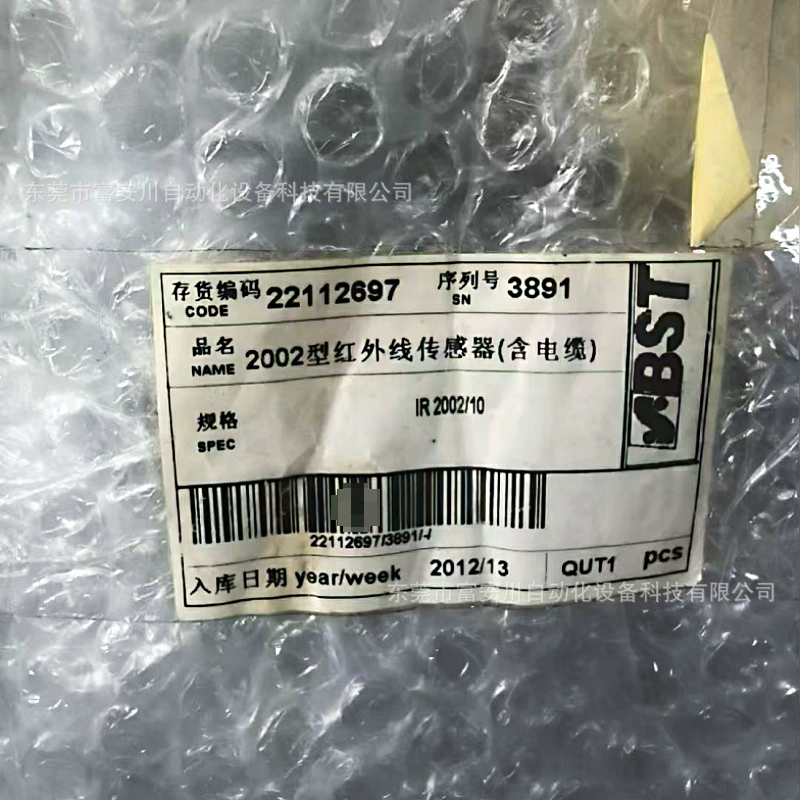 东莞市富安川自动化设备科技有限公司
存货编码 22112697 序列号 3891
CODE SN
BST
品名 2002型红外线传感器(含电缆)
NAME
规格 IR 2002/10
SPEC
22112697/3891/-/
入库日期 year/week 2012/13 QUT1 pcs
东莞市富安川自动化设备科技有限公司